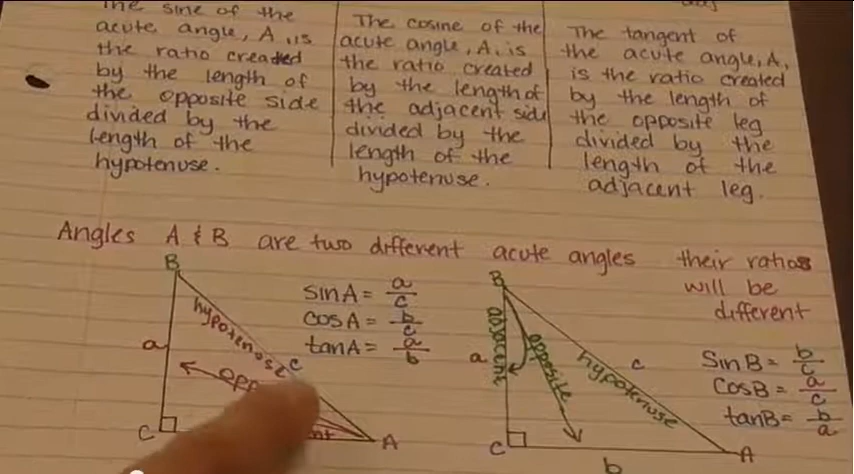 The sine of the
acute angle, A, is
the ratio created
by the length of
the opposite side
divided by the
length of the
hypotenuse.
The cosine of the
acute angle, A, is
the ratio created
by the length of
the adjacent side
divided by the
length of the
hypotenuse.
The tangent of
the acute angle, A,
is the ratio created
by the length of
the opposite leg
divided by the
length of the
adjacent leg.
Angles A & B are two different acute angles their ratios
will be
different
B
hypotenuse
a
c
C
A
sinA = a/c
cosA = b/c
tanA = a/b
B
adjacent
opposite
hypotenuse
a
c
C
A
b
SinB = b/c
CosB = a/c
tanB = b/a